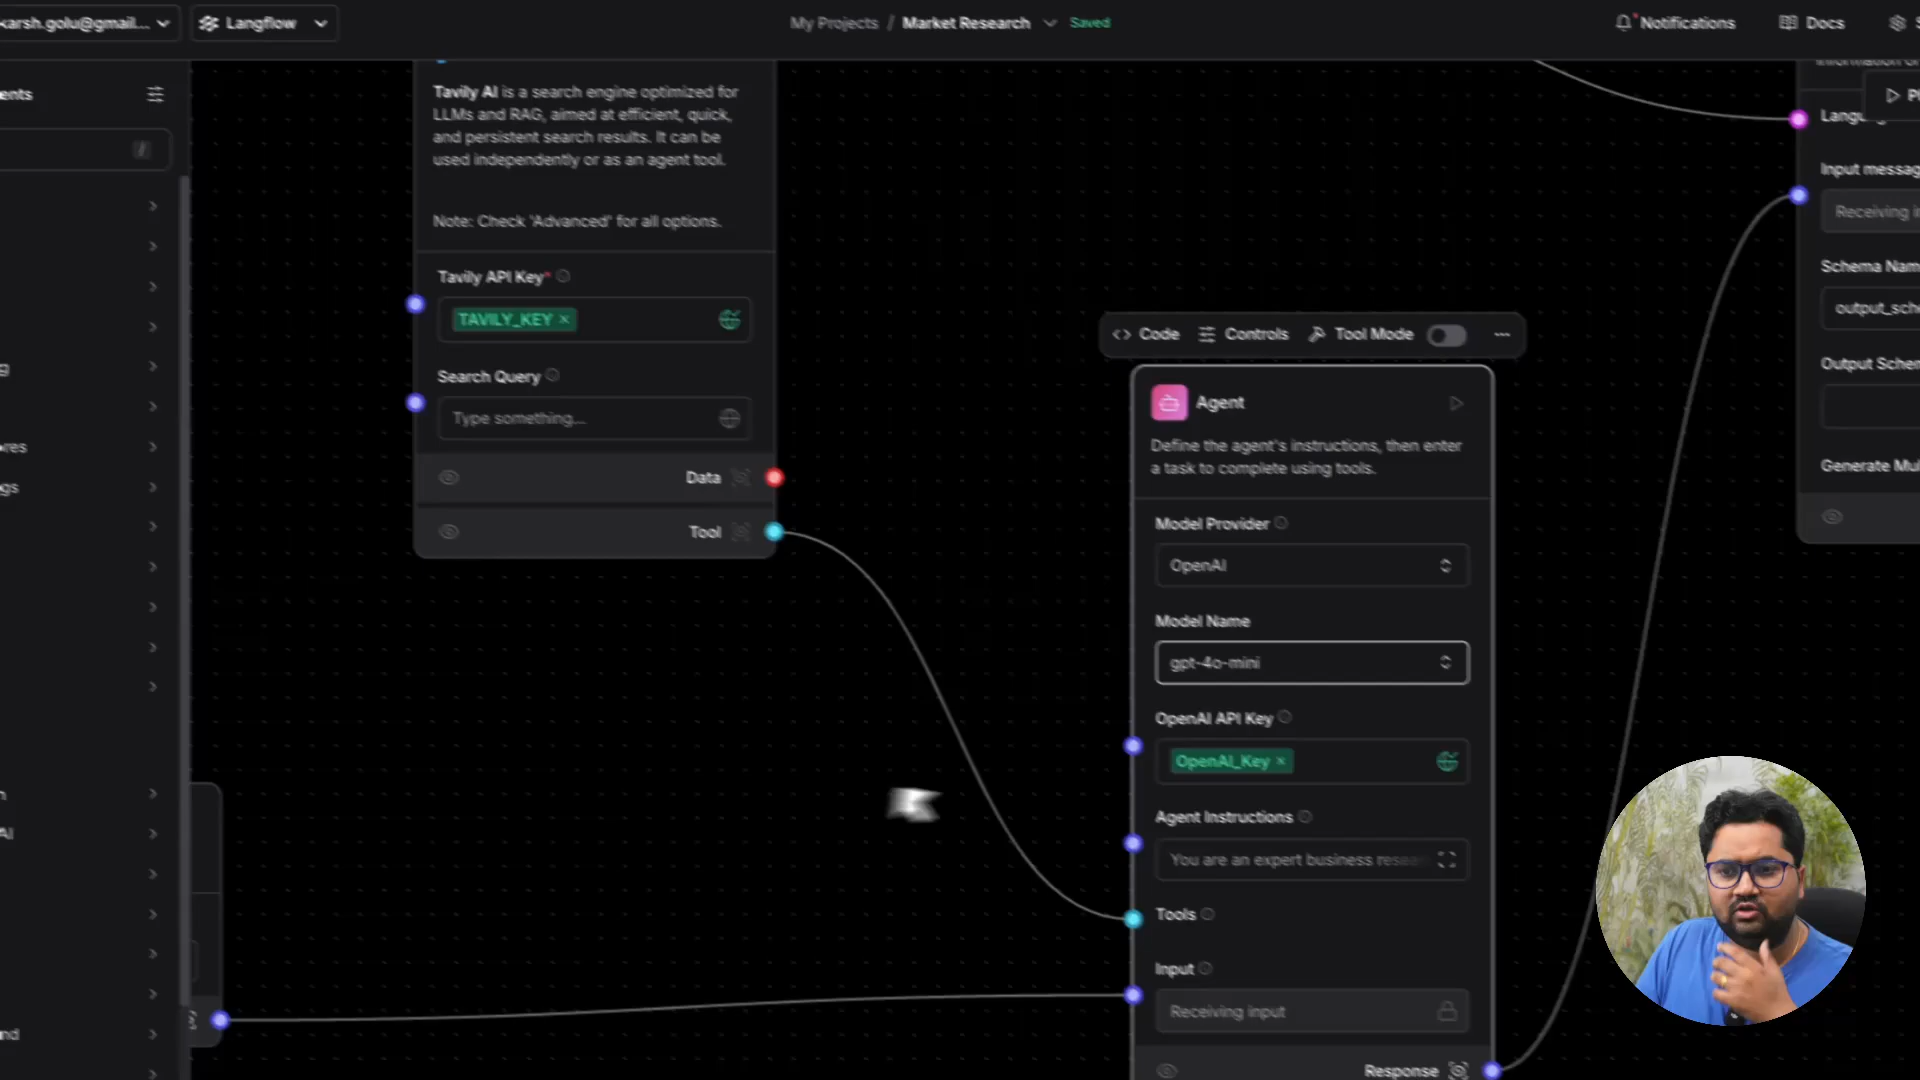 karsh.golu@gmail...
Langflow
My Projects / Market Research
Saved
Notifications
Docs
ents
/
Tavily AI is a search engine optimized for
LLMs and RAG, aimed at efficient, quick,
and persistent search results. It can be
used independently or as an agent tool.
Note: Check 'Advanced' for all options.
Tavily API Key*
TAVILY_KEY ×
Search Query
Type something...
Data
Tool
Code
Controls
Tool Mode
Agent
Define the agent's instructions, then enter
a task to complete using tools.
Model Provider
OpenAI
Model Name
gpt-4o-mini
OpenAI API Key
OpenAI_Key ×
Agent Instructions
You are an expert business resea
Tools
Input
Receiving input
Response
Input messag
Receiving i
Schema Nam
output_sch
Output Schem
Generate Mul